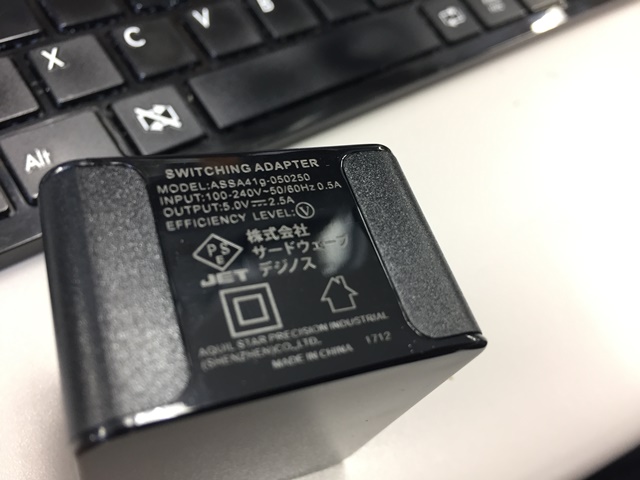 X
C
V
B
Alt
SWITCHING ADAPTER
MODEL:ASSA41g-050250
INPUT:100-240V~50/60Hz 0.5A
OUTPUT:5.0V⎓2.5A
EFFICIENCY LEVEL:Ⓥ
PS
E
JET
株式会社
サードウェーブ
デジノス
AQUIL STAR PRECISION INDUSTRIAL
(SHENZHEN)CO.,LTD.
MADE IN CHINA 1712